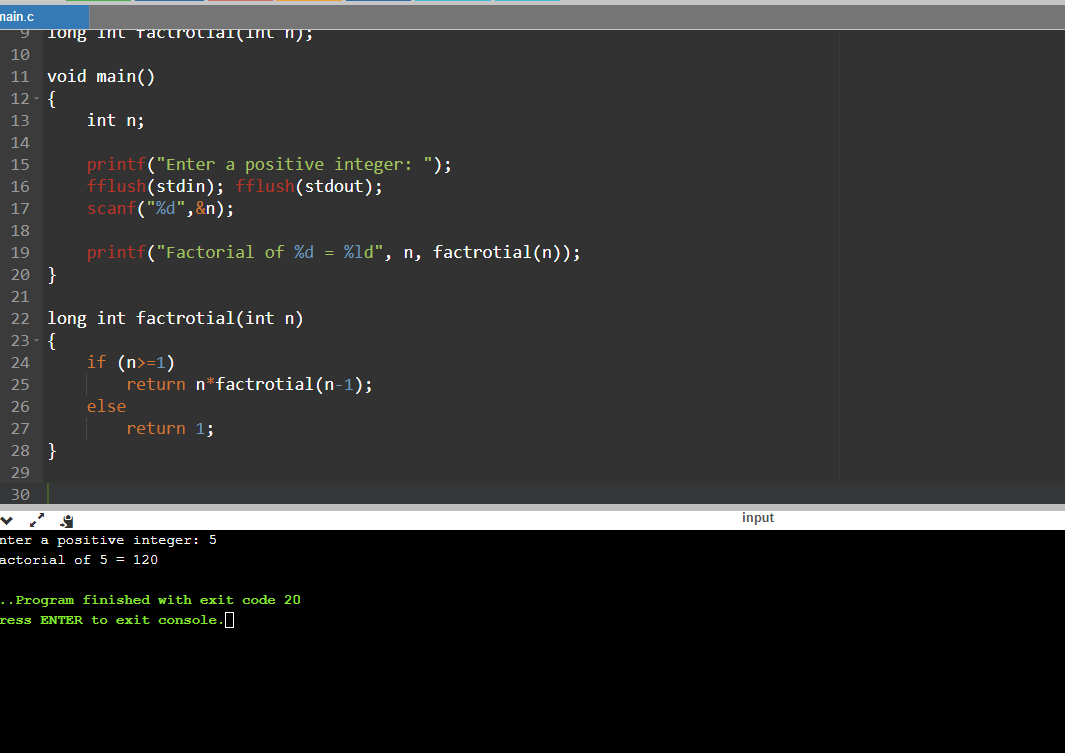 main.c
9 long int factrotial(int n);
10
11 void main()
12 {
13 int n;
14
15 printf("Enter a positive integer: ");
16 fflush(stdin); fflush(stdout);
17 scanf("%d",&n);
18
19 printf("Factorial of %d = %ld", n, factrotial(n));
20 }
21
22 long int factrotial(int n)
23 {
24 if (n>=1)
25 return n*factrotial(n-1);
26 else
27 return 1;
28 }
29
30
input
nter a positive integer: 5
actorial of 5 = 120
..Program finished with exit code 20
ress ENTER to exit console.